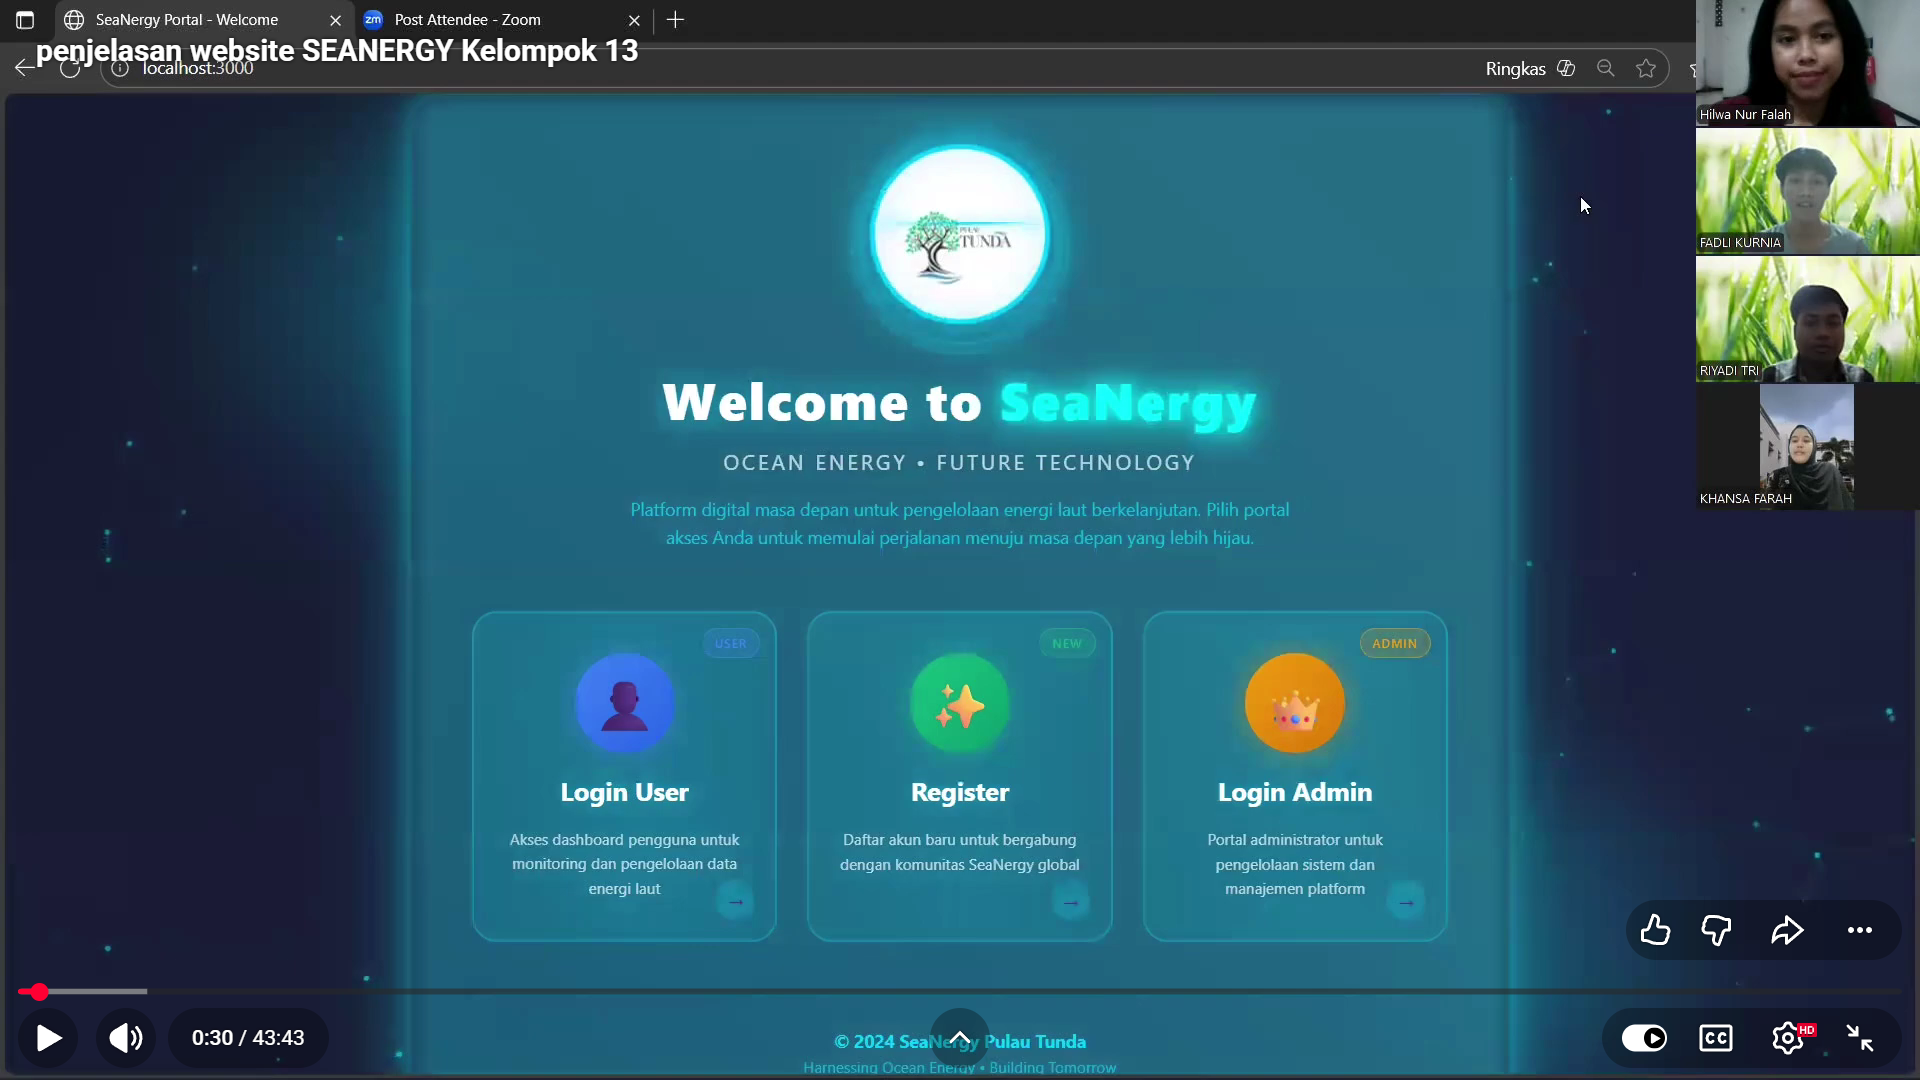 SeaNergy Portal - Welcome
zm
Post Attendee - Zoom
penjelasan website SEANERGY Kelompok 13
localhost:3000
Ringkas
Hilwa Nur Falah
FADLI KURNIA
RIYADI TRI
KHANSA FARAH
PULAU
TUNDA
Welcome to SeaNergy
OCEAN ENERGY • FUTURE TECHNOLOGY
Platform digital masa depan untuk pengelolaan energi laut berkelanjutan. Pilih portal
akses Anda untuk memulai perjalanan menuju masa depan yang lebih hijau.
USER
Login User
Akses dashboard pengguna untuk
monitoring dan pengelolaan data
energi laut
→
NEW
Register
Daftar akun baru untuk bergabung
dengan komunitas SeaNergy global
→
ADMIN
Login Admin
Portal administrator untuk
pengelolaan sistem dan
manajemen platform
→
0:30 / 43:43
© 2024 SeaNergy Pulau Tunda
Harnessing Ocean Energy • Building Tomorrow
CC
HD